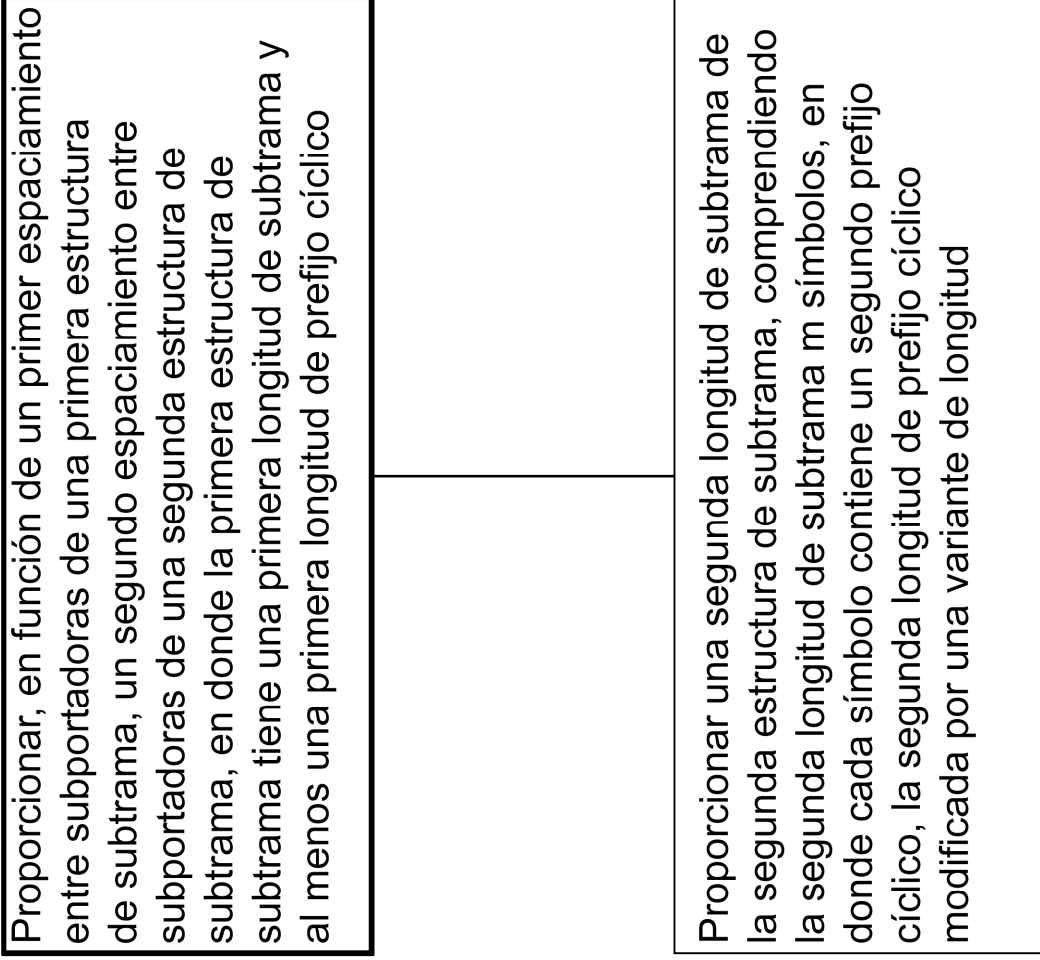 Proporcionar, en función de un primer espaciamiento
entre subportadoras de una primera estructura
de subtrama, un segundo espaciamiento entre
subportadoras de una segunda estructura de
subtrama, en donde la primera estructura de
subtrama tiene una primera longitud de subtrama y
al menos una primera longitud de prefijo cíclico
Proporcionar una segunda longitud de subtrama de
la segunda estructura de subtrama, comprendiendo
la segunda longitud de subtrama m símbolos, en
donde cada símbolo contiene un segundo prefijo
cíclico, la segunda longitud de prefijo cíclico
modificada por una variante de longitud